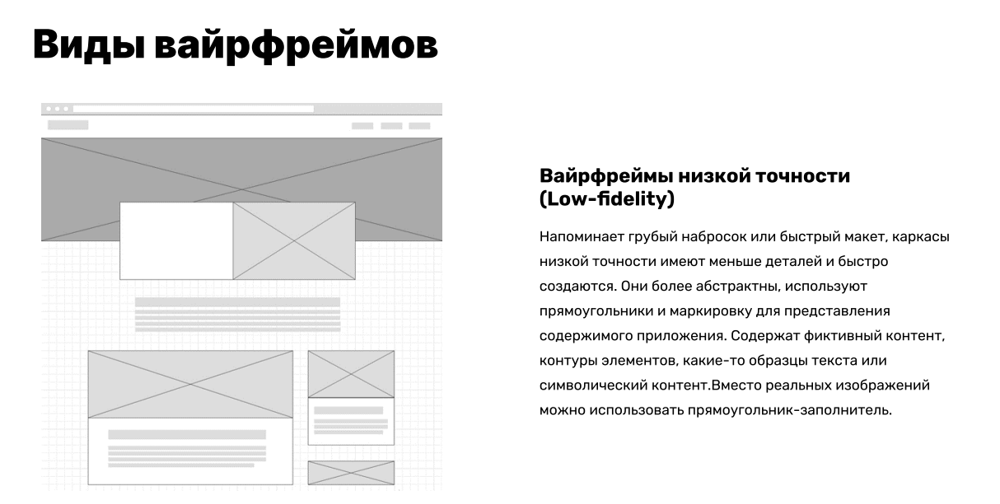 Виды вайрфреймов
Вайрфреймы низкой точности
(Low-fidelity)
Напоминает грубый набросок или быстрый макет, каркасы
низкой точности имеют меньше деталей и быстро
создаются. Они более абстрактны, используют
прямоугольники и маркировку для представления
содержимого приложения. Содержат фиктивный контент,
контуры элементов, какие-то образцы текста или
символический контент.Вместо реальных изображений
можно использовать прямоугольник-заполнитель.